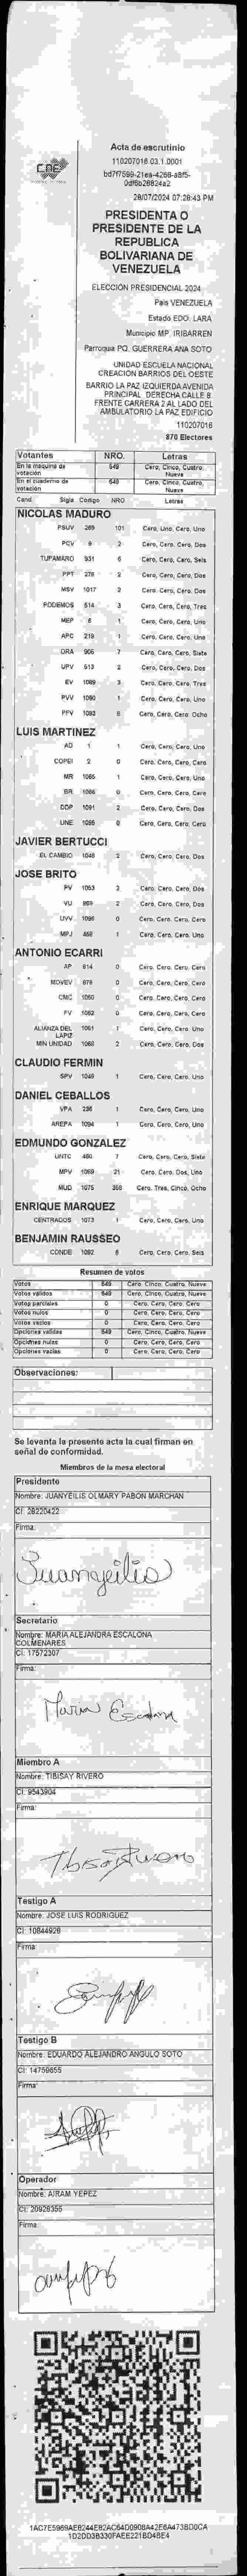 CNE
Acta de escrutinio
110207016.03.1.0001
bd7f7599-21ea-4268-a8f5-
0df6b28824a2
28/07/2024 07:28:43 PM
PRESIDENTA O
PRESIDENTE DE LA
REPUBLICA
BOLIVARIANA DE
VENEZUELA
ELECCIÓN PRESIDENCIAL 2024
País VENEZUELA
Estado EDO. LARA
Municipio MP. IRIBARREN
Parroquia PQ. GUERRERA ANA SOTO
UNIDAD ESCUELA NACIONAL
CREACION BARRIOS DEL OESTE
BARRIO LA PAZ IZQUIERDA AVENIDA
PRINCIPAL. DERECHA CALLE 8.
FRENTE CARRERA 2 AL LADO DEL
AMBULATORIO LA PAZ EDIFICIO
110207016
870 Electores
Votantes NRO. Letras
En la maquina de votación 549 Cero, Cinco, Cuatro, Nueve
En el cuaderno de votación 549 Cero, Cinco, Cuatro, Nueve
Cand. Sigla Código NRO Letras
NICOLAS MADURO
PSUV 269 101 Cero, Uno, Cero, Uno
PCV 2 Cero, Cero, Cero, Dos
TUPAMARO 931 6 Cero, Cero, Cero, Seis
PPT 278 2 Cero, Cero, Cero, Dos
MSV 1017 2 Cero, Cero, Cero, Dos
PODEMOS 514 3 Cero, Cero, Cero, Tres
MEP 6 1 Cero, Cero, Cero, Uno
APC 219 1 Cero, Cero, Cero, Uno
ORA 906 7 Cero, Cero, Cero, Siete
UPV 513 2 Cero, Cero, Cero, Dos
EV 1089 3 Cero, Cero, Cero, Tres
PVV 1090 1 Cero, Cero, Cero, Uno
PFV 1093 8 Cero, Cero, Cero, Ocho
LUIS MARTINEZ
AD 1 1 Cero, Cero, Cero, Uno
COPEI 2 0 Cero, Cero, Cero, Cero
MR 1065 1 Cero, Cero, Cero, Uno
BR 1066 0 Cero, Cero, Cero, Cero
DDP 1091 2 Cero, Cero, Cero, Dos
UNE 1095 0 Cero, Cero, Cero, Cero
JAVIER BERTUCCI
EL CAMBIO 1048 2 Cero, Cero, Cero, Dos
JOSE BRITO
PV 1053 2 Cero, Cero, Cero, Dos
VU 969 2 Cero, Cero, Cero, Dos
UVV 1096 0 Cero, Cero, Cero, Cero
MPJ 458 1 Cero, Cero, Cero, Uno
ANTONIO ECARRI
AP 814 0 Cero, Cero, Cero, Cero
MOVEV 879 0 Cero, Cero, Cero, Cero
CMC 1050 0 Cero, Cero, Cero, Cero
FV 1052 0 Cero, Cero, Cero, Cero
ALIANZA DEL LAPIZ 1051 1 Cero, Cero, Cero, Uno
MIN UNIDAD 1068 2 Cero, Cero, Cero, Dos
CLAUDIO FERMIN
SPV 1049 1 Cero, Cero, Cero, Uno
DANIEL CEBALLOS
VPA 256 1 Cero, Cero, Cero, Uno
AREPA 1094 1 Cero, Cero, Cero, Uno
EDMUNDO GONZALEZ
UNTC 480 7 Cero, Cero, Cero, Siete
MPV 1069 21 Cero, Cero, Dos, Uno
MUD 1075 358 Cero, Tres, Cinco, Ocho
ENRIQUE MARQUEZ
CENTRADOS 1073 1 Cero, Cero, Cero, Uno
BENJAMIN RAUSSEO
CONDE 1092 6 Cero, Cero, Cero, Seis
Resumen de votos
Votos 549 Cero, Cinco, Cuatro, Nueve
Votos válidos 549 Cero, Cinco, Cuatro, Nueve
Votos parciales 0 Cero, Cero, Cero, Cero
Votos nulos 0 Cero, Cero, Cero, Cero
Votos vacíos 0 Cero, Cero, Cero, Cero
Opciones validas 549 Cero, Cinco, Cuatro, Nueve
Opciones nulas 0 Cero, Cero, Cero, Cero
Opciones vacías 0 Cero, Cero, Cero, Cero
Observaciones:
Se levanta la presente acta la cual firman en
señal de conformidad.
Miembros de la mesa electoral
Presidente
Nombre: JUANYEILIS OLMARY PABON MARCHAN
CI: 28220422
Firma:
Juanyeilis
Secretario
Nombre: MARIA ALEJANDRA ESCALONA
COLMENARES
CI: 17572307
Firma:
Maria Escalona
Miembro A
Nombre: TIBISAY RIVERO
CI: 9543904
Firma:
Testigo A
Nombre: JOSE LUIS RODRIGUEZ
CI: 10844926
Firma:
Testigo B
Nombre: EDUARDO ALEJANDRO ANGULO SOTO
CI: 14759655
Firma:
Operador
Nombre: AIRAM YEPEZ
CI: 20928355
Firma:
1AC7E5969AE8244E82AC64D0908A42E6A473BD0CA
1D2DD3B330FAEE221BD46E4